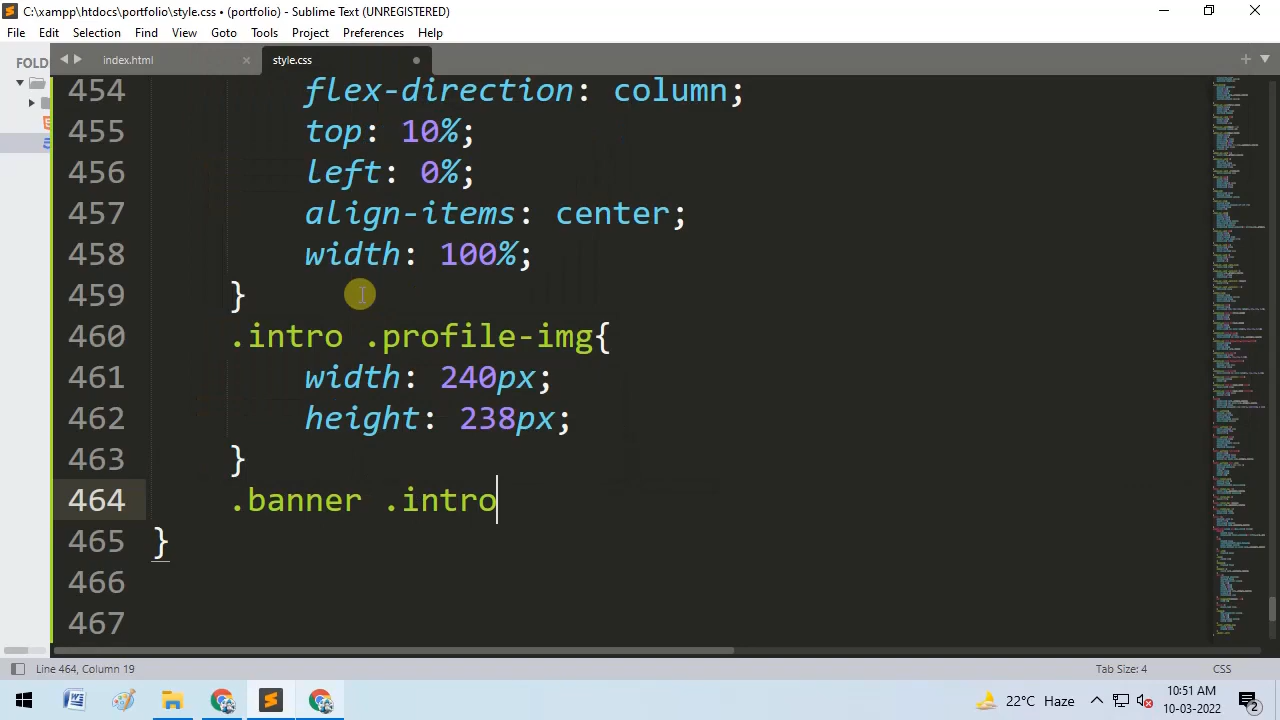 C:\xampp\htdocs\portfolio\style.css • (portfolio) - Sublime Text (UNREGISTERED)
File Edit Selection Find View Goto Tools Project Preferences Help
FOLD
index.html
style.css
454 flex-direction: column;
455 top: 10%;
456 left: 0%;
457 align-items: center;
458 width: 100%;
459 }
460 .intro .profile-img{
461 width: 240px;
462 height: 238px;
463 }
464 .banner .intro
465 }
466
467
Line 464, Column 19
Tab Size: 4
CSS
22°C Haze
10:51 AM
10-03-2022
2